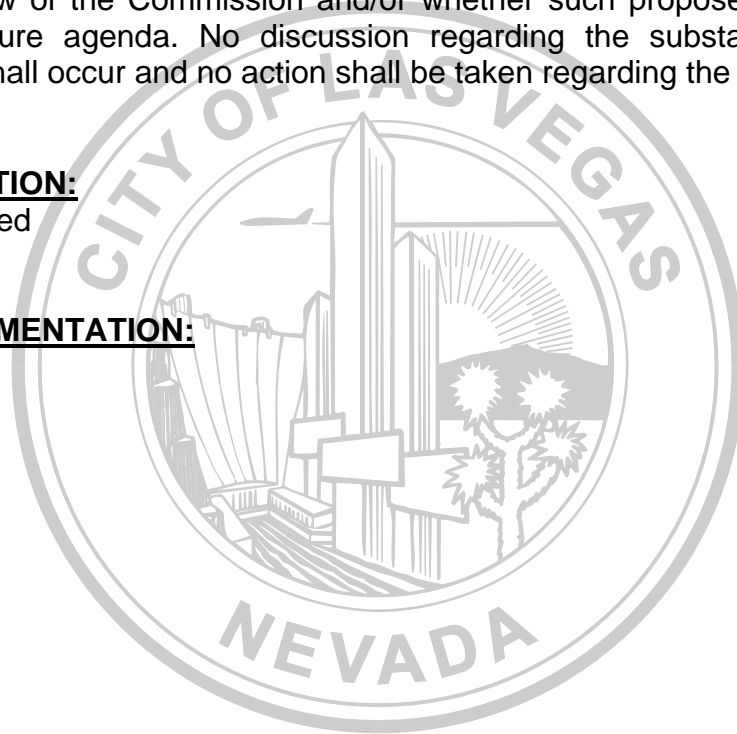 w of the Commission and/or whether such propose
ure agenda. No discussion regarding the substa
hall occur and no action shall be taken regarding the
TION:
ed
MENTATION:
CITY OF LAS VEGAS
NEVADA